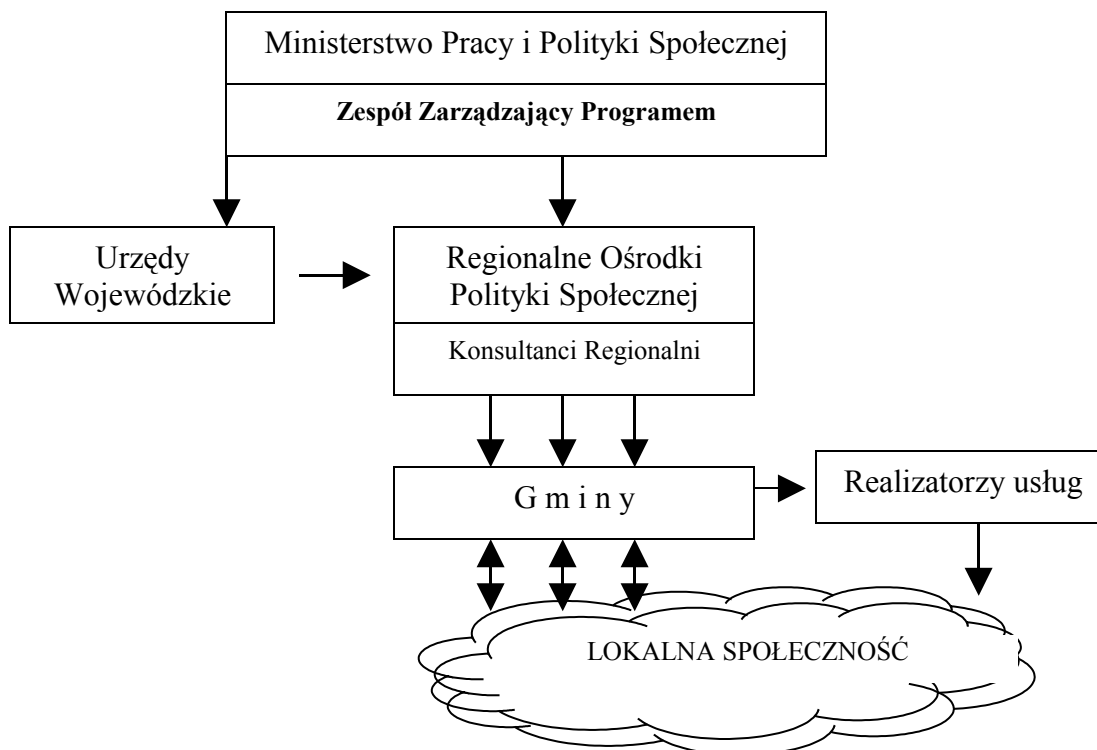 Ministerstwo Pracy i Polityki Społecznej
Zespół Zarządzający Programem
Urzędy
Wojewódzkie
Regionalne Ośrodki
Polityki Społecznej
Konsultanci Regionalni
G m i n y
Realizatorzy usług
LOKALNA SPOŁECZNOŚĆ